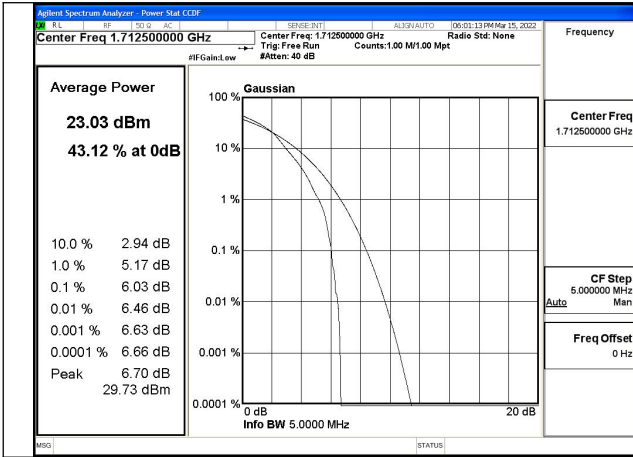 Agilent Spectrum Analyzer - Power Stat CCDF
RL RF 50 Ω AC SENSE:INT ALIGN AUTO 06:01:13 PM Mar 15, 2022
Center Freq 1.712500000 GHz
Center Freq: 1.712500000 GHz Radio Std: None
Trig: Free Run Counts:1.00 M/1.00 Mpt
#IFGain:Low #Atten: 40 dB
Frequency
Average Power
23.03 dBm
43.12 % at 0dB
10.0 % 2.94 dB
1.0 % 5.17 dB
0.1 % 6.03 dB
0.01 % 6.46 dB
0.001 % 6.63 dB
0.0001 % 6.66 dB
Peak 6.70 dB
29.73 dBm
Gaussian
100 %
10 %
1 %
0.1 %
0.01 %
0.001 %
0.0001 %
0 dB 20 dB
Info BW 5.0000 MHz
Center Freq
1.712500000 GHz
CF Step
5.000000 MHz
Auto Man
Freq Offset
0 Hz
MSG STATUS